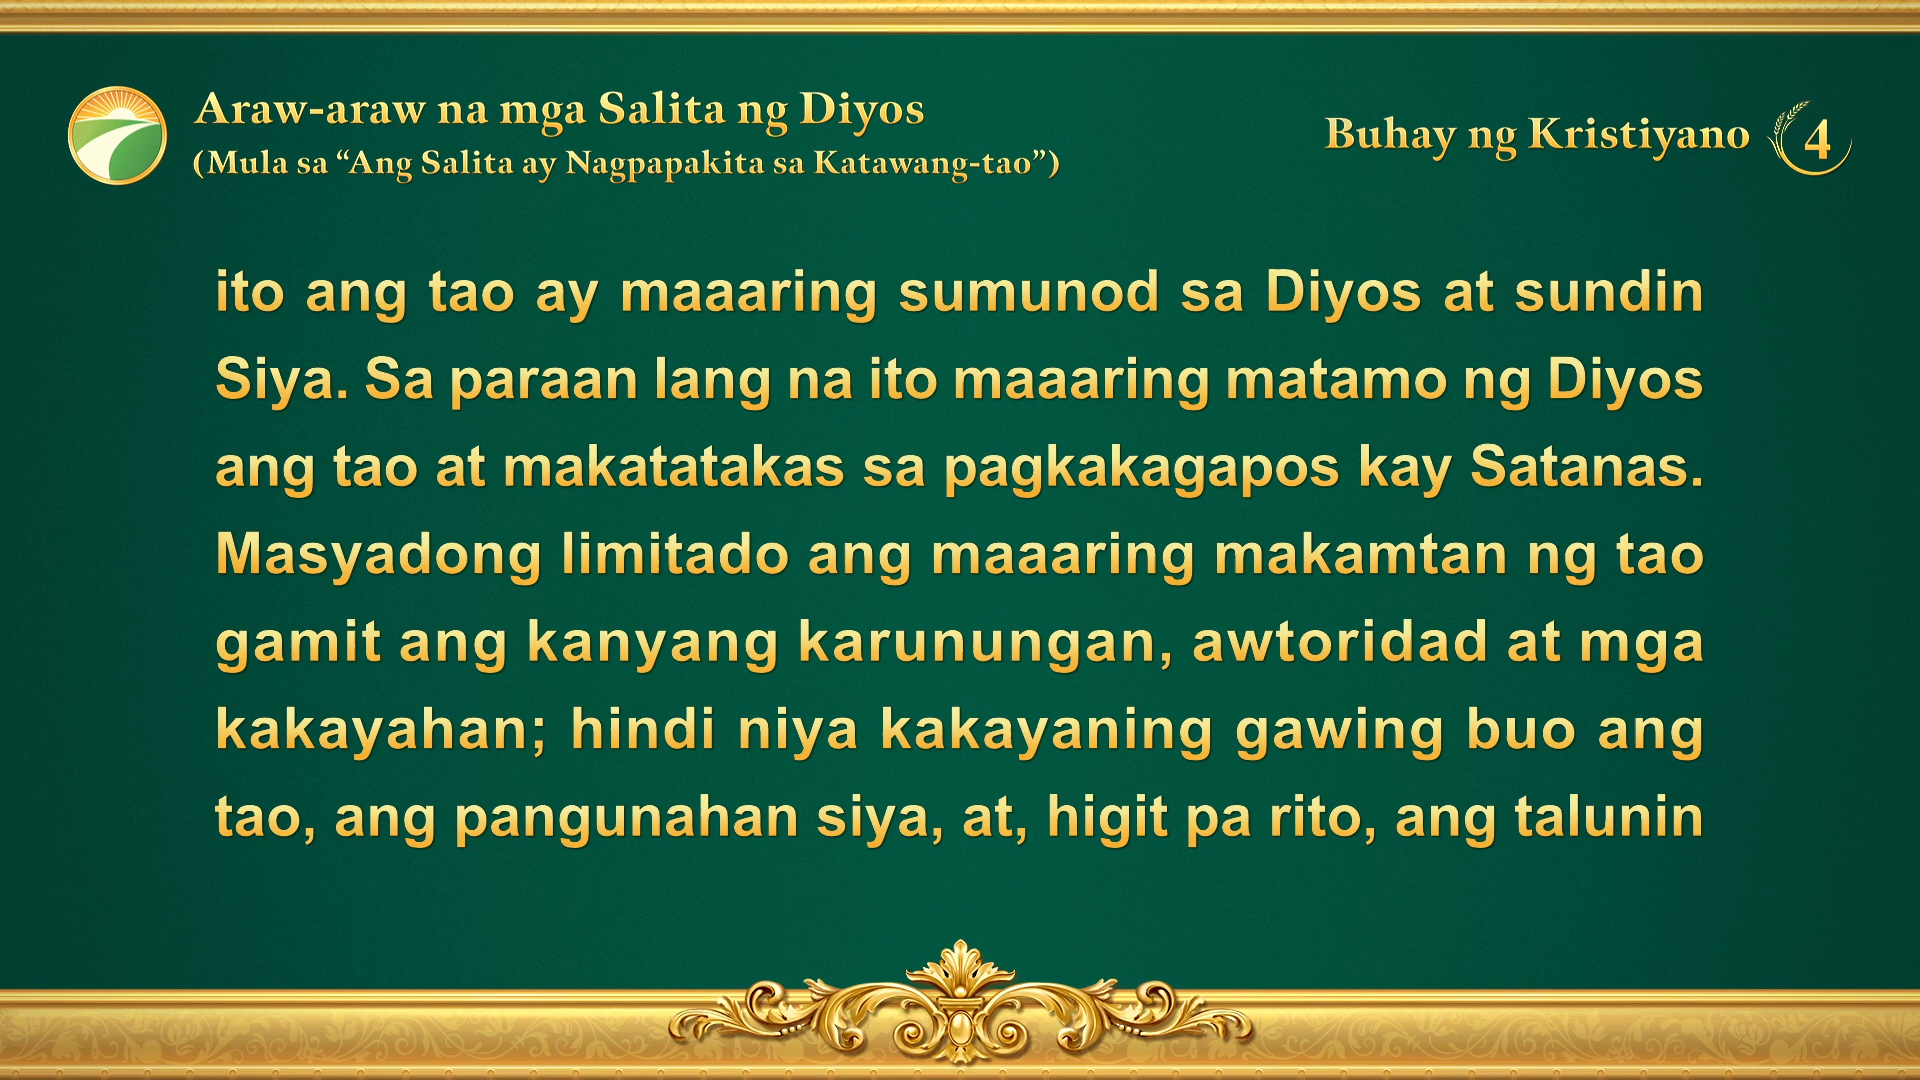 Araw-araw na mga Salita ng Diyos
(Mula sa “Ang Salita ay Nagpapakita sa Katawang-tao”)
Buhay ng Kristiyano 4
ito ang tao ay maaaring sumunod sa Diyos at sundin
Siya. Sa paraan lang na ito maaaring matamo ng Diyos
ang tao at makatatakas sa pagkakagapos kay Satanas.
Masyadong limitado ang maaaring makamtan ng tao
gamit ang kanyang karunungan, awtoridad at mga
kakayahan; hindi niya kakayaning gawing buo ang
tao, ang pangunahan siya, at, higit pa rito, ang talunin